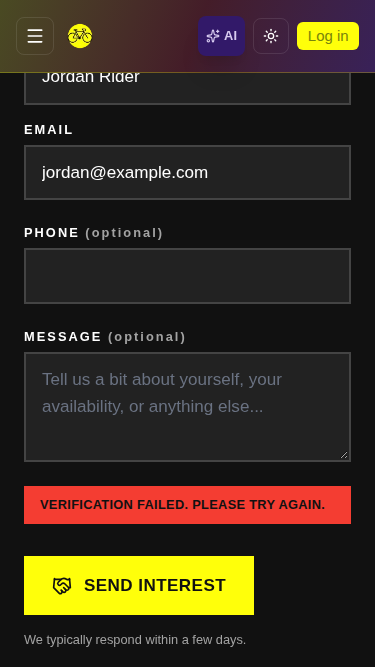 AI
Log in
Jordan Rider
EMAIL
jordan@example.com
PHONE (optional)
MESSAGE (optional)
Tell us a bit about yourself, your
availability, or anything else...
VERIFICATION FAILED. PLEASE TRY AGAIN.
SEND INTEREST
We typically respond within a few days.